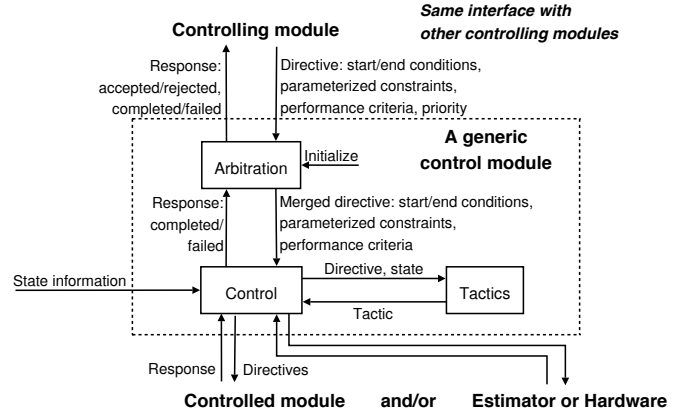 Same interface with
other controlling modules
Controlling module
Response:
accepted/rejected,
completed/failed
Directive: start/end conditions,
parameterized constraints,
performance criteria, priority
A generic
control module
Arbitration
Initialize
Response:
completed/
failed
Merged directive: start/end conditions,
parameterized constraints,
performance criteria
State information
Control
Directive, state
Tactic
Tactics
Response
Directives
Controlled module and/or Estimator or Hardware